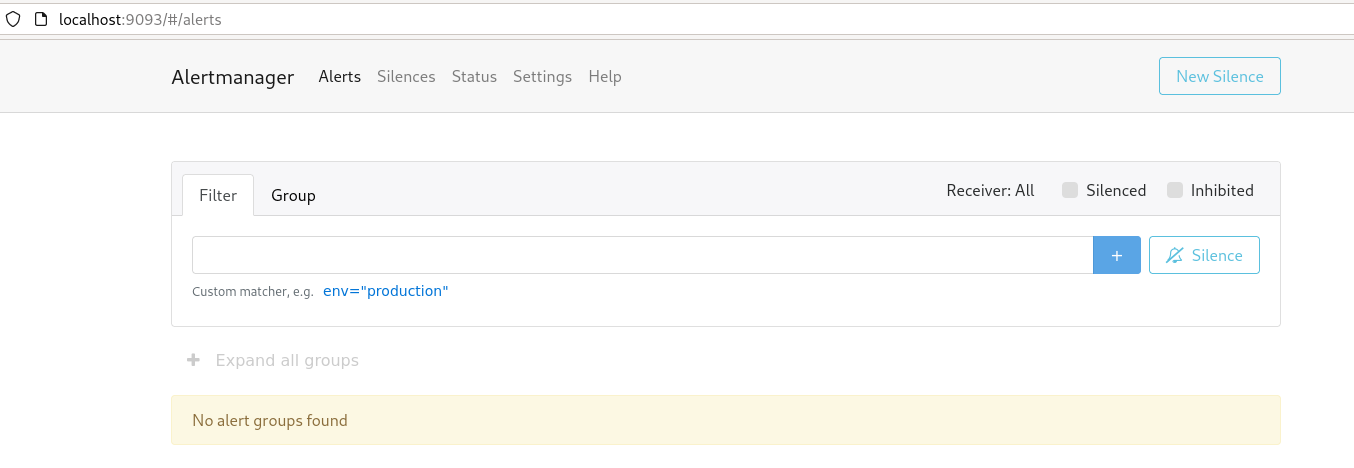 localhost:9093/#/alerts
Alertmanager Alerts Silences Status Settings Help New Silence
Filter Group Receiver: All Silenced Inhibited
+ Silence
Custom matcher, e.g. env="production"
+ Expand all groups
No alert groups found